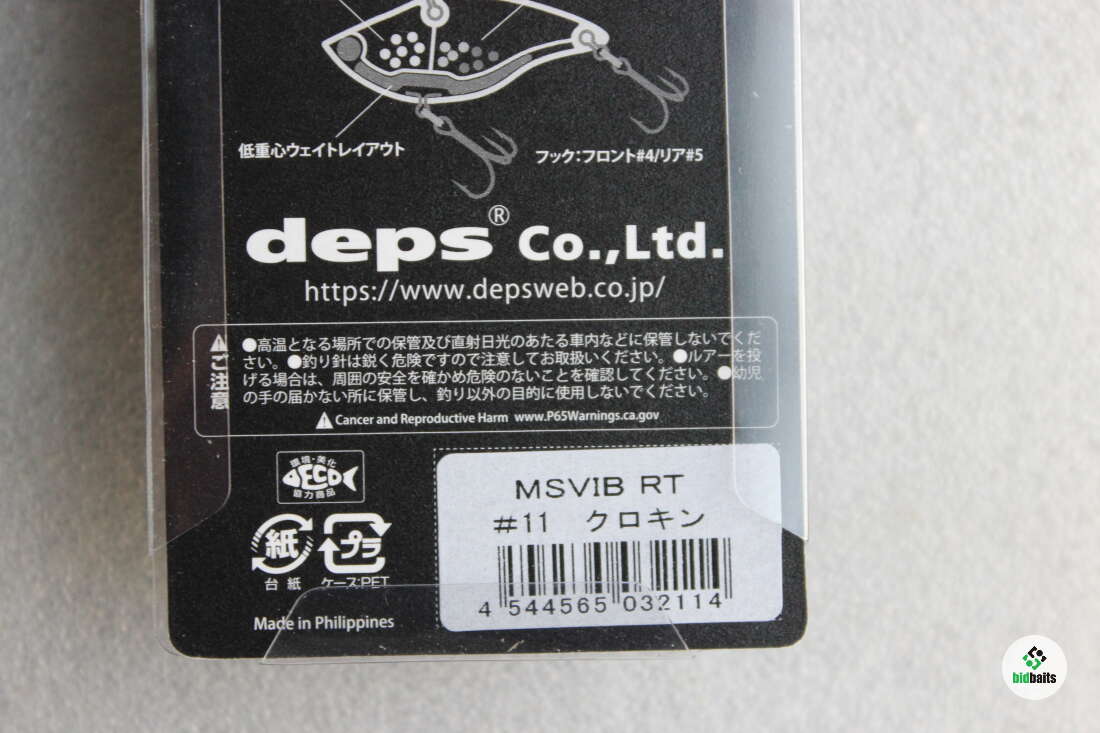 低重心ウェイトレイアウト
フック:フロント#4/リア#5
deps® Co.,Ltd.
https://www.depsweb.co.jp/
ご注意
●高温となる場所での保管及び直射日光のあたる車内などに保管しないでくだ
さい。●釣り針は鋭く危険ですので注意してお取扱いください。●ルアーを投
げる場合は、周囲の安全を確かめ危険のないことを確認してください。●幼児
の手の届かない所に保管し、釣り以外の目的に使用しないでください。
Cancer and Reproductive Harm www.P65Warnings.ca.gov
環境・美化
ECO
協力商品
紙
プラ
台紙
ケース:PET
Made in Philippines
MSVIB RT
#11 クロキン
4 544565 032114
bidbaits